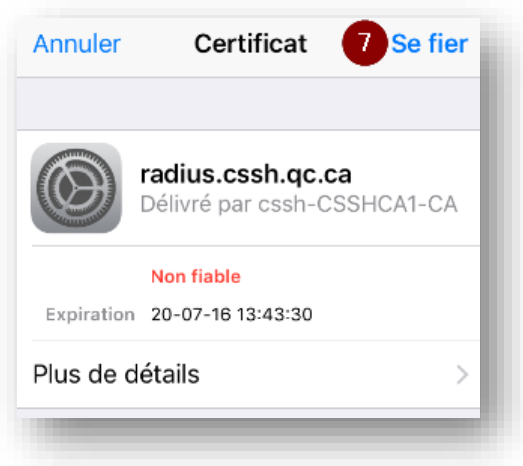 Annuler Certificat 7 Se fier
radius.cssh.qc.ca
Délivré par cssh-CSSHCA1-CA
Non fiable
Expiration 20-07-16 13:43:30
Plus de détails